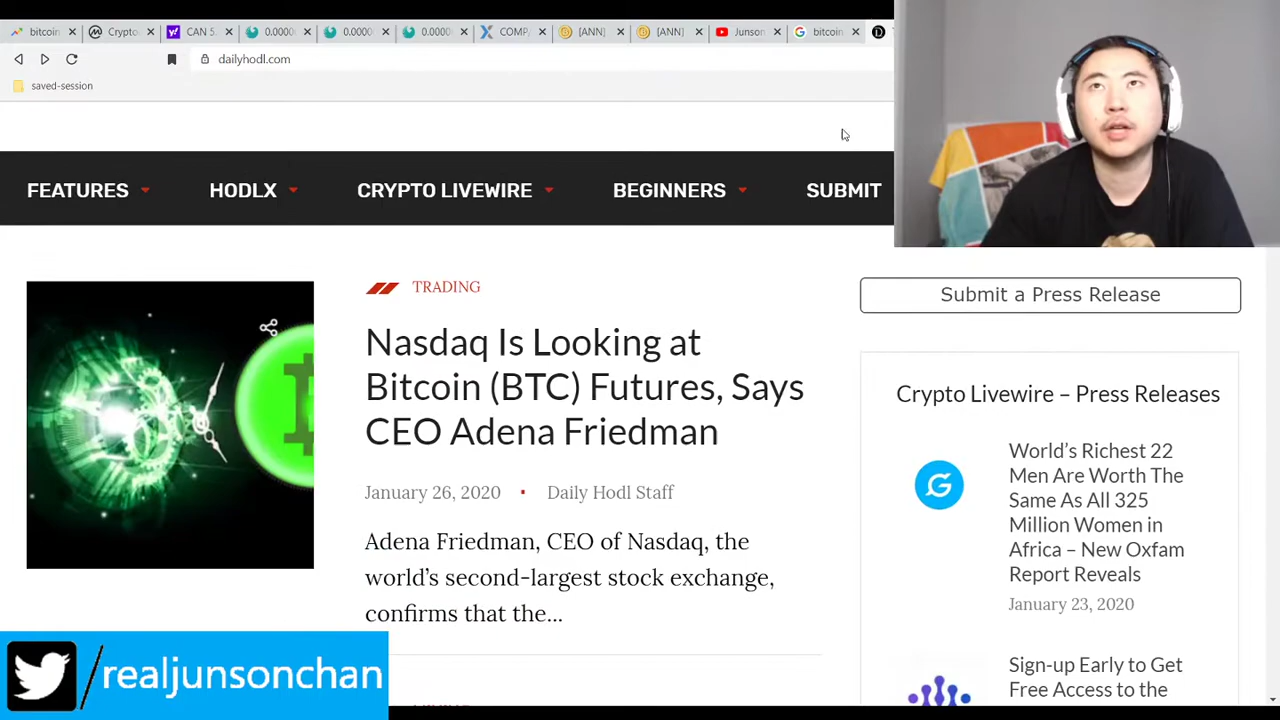 bitcoin
Crypto
CAN 5.
0.0000
0.0000
0.0000
COMP.
[ANN]
[ANN]
Junson
bitcoin
dailyhodl.com
saved-session
FEATURES
HODLX
CRYPTO LIVEWIRE
BEGINNERS
SUBMIT
TRADING
Nasdaq Is Looking at
Bitcoin (BTC) Futures, Says
CEO Adena Friedman
January 26, 2020 · Daily Hodl Staff
Adena Friedman, CEO of Nasdaq, the
world’s second-largest stock exchange,
confirms that the...
Submit a Press Release
Crypto Livewire – Press Releases
World’s Richest 22
Men Are Worth The
Same As All 325
Million Women in
Africa – New Oxfam
Report Reveals
January 23, 2020
Sign-up Early to Get
Free Access to the
/realjunsonchan